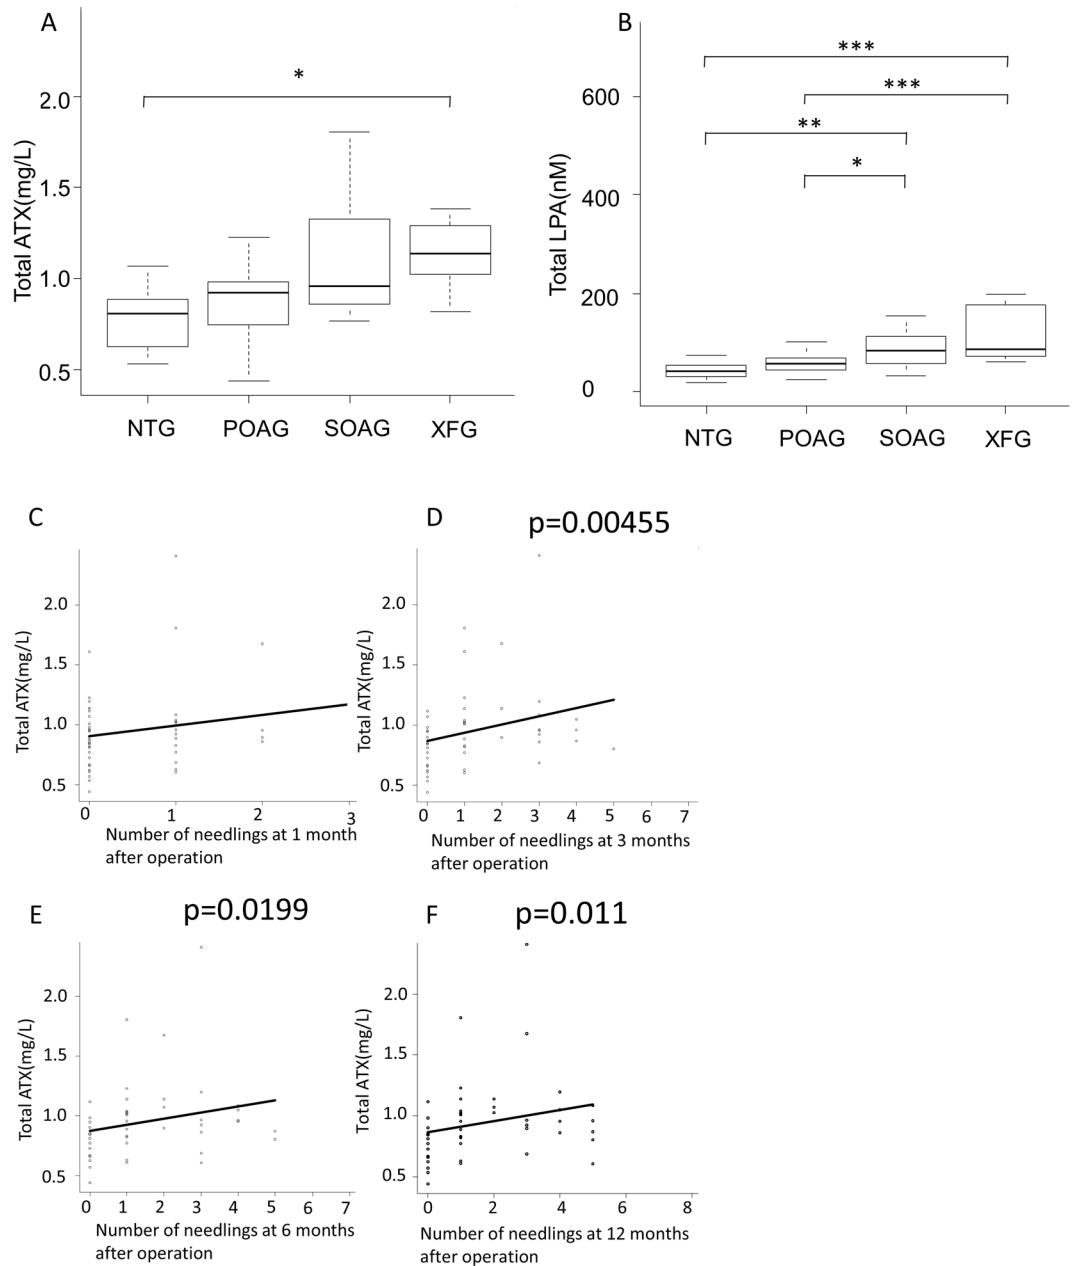 A
Total ATX(mg/L)
2.0
1.5
1.0
0.5
*
NTG POAG SOAG XFG
B
Total LPA(nM)
600
400
200
0
***
***
**
*
NTG POAG SOAG XFG
C
Total ATX(mg/L)
2.0
1.5
1.0
0.5
0 1 2 3
Number of needlings at 1 month
after operation
D
p=0.00455
Total ATX(mg/L)
2.0
1.5
1.0
0.5
0 1 2 3 4 5 6 7
Number of needlings at 3 months
after operation
E
p=0.0199
Total ATX(mg/L)
2.0
1.5
1.0
0.5
0 1 2 3 4 5 6 7
Number of needlings at 6 months
after operation
F
p=0.011
Total ATX(mg/L)
2.0
1.5
1.0
0.5
0 2 4 6 8
Number of needlings at 12 months
after operation